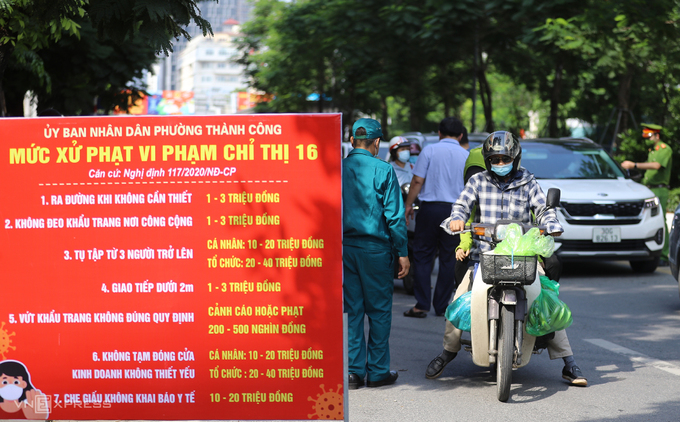 ỦY BAN NHÂN DÂN PHƯỜNG THÀNH CÔNG
MỨC XỬ PHẠT VI PHẠM CHỈ THỊ 16
Căn cứ: Nghị định 117/2020/NĐ-CP
1. RA ĐƯỜNG KHI KHÔNG CẦN THIẾT 1 - 3 TRIỆU ĐỒNG
2. KHÔNG ĐEO KHẨU TRANG NƠI CÔNG CỘNG 1 - 3 TRIỆU ĐỒNG
3. TỤ TẬP TỪ 3 NGƯỜI TRỞ LÊN CÁ NHÂN: 10 - 20 TRIỆU ĐỒNG
TỔ CHỨC: 20 - 40 TRIỆU ĐỒNG
4. GIAO TIẾP DƯỚI 2m 1 - 3 TRIỆU ĐỒNG
5. VỨT KHẨU TRANG KHÔNG ĐÚNG QUY ĐỊNH CẢNH CÁO HOẶC PHẠT
200 - 500 NGHÌN ĐỒNG
6. KHÔNG TẠM ĐÓNG CỬA CÁ NHÂN: 10 - 20 TRIỆU ĐỒNG
KINH DOANH KHÔNG THIẾT YẾU TỔ CHỨC : 20 - 40 TRIỆU ĐỒNG
7. CHE GIẤU KHÔNG KHAI BÁO Y TẾ 10 - 20 TRIỆU ĐỒNG
VNEXPRESS
KIA